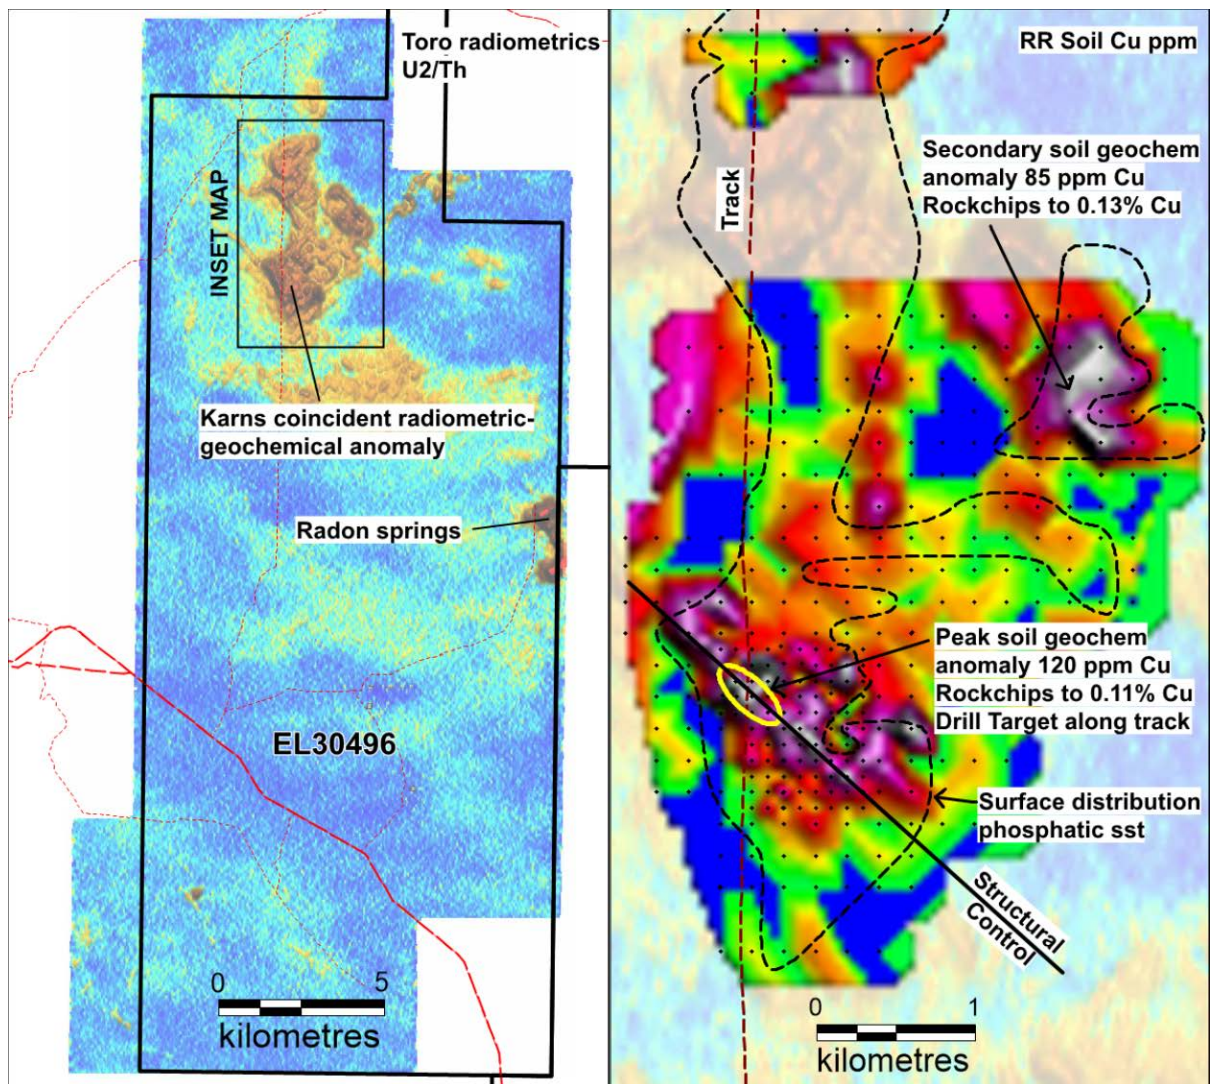 Toro radiometrics
U2/Th
INSET MAP
Karns coincident radiometric-
geochemical anomaly
Radon springs
EL30496
0 5
kilometres
RR Soil Cu ppm
Track
Secondary soil geochem
anomaly 85 ppm Cu
Rockchips to 0.13% Cu
Peak soil geochem
anomaly 120 ppm Cu
Rockchips to 0.11% Cu
Drill Target along track
Surface distribution
phosphatic sst
Structural
Control
0 1
kilometres